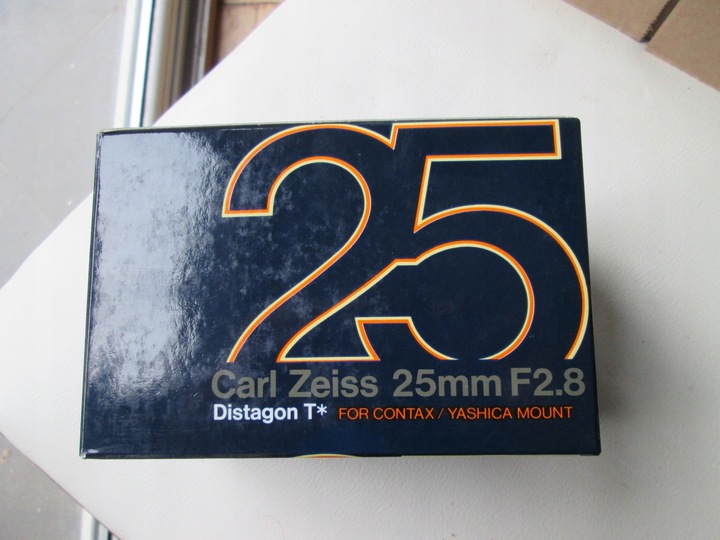 25
Carl Zeiss 25mm F2.8
Distagon T* FOR CONTAX / YASHICA MOUNT